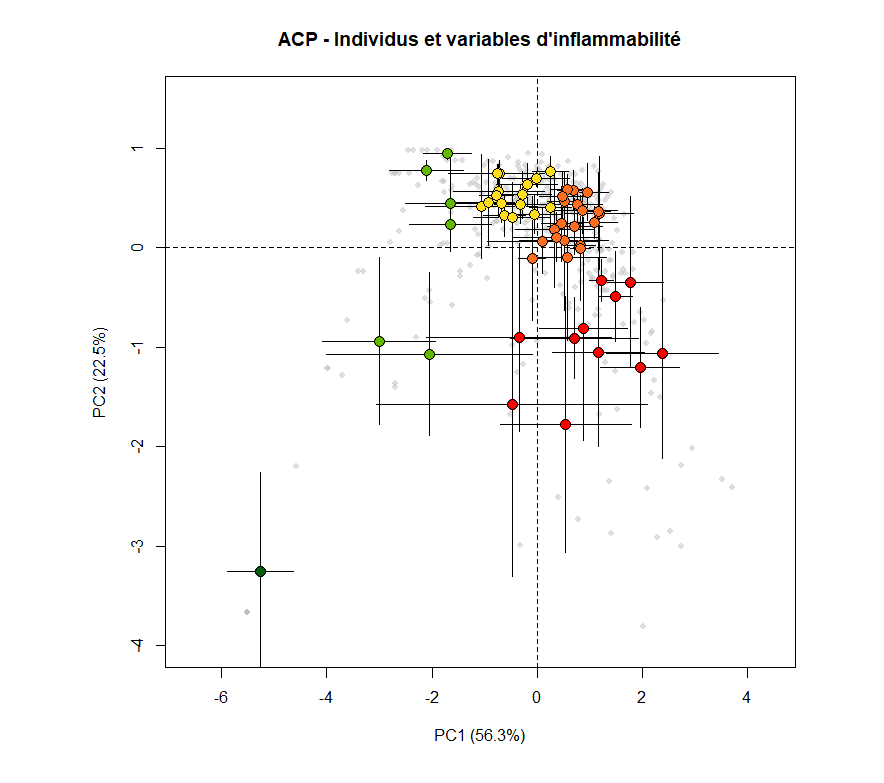 ACP - Individus et variables d'inflammabilité
1
0
-1
-2
-3
-4
PC2 (22.5%)
-6 -4 -2 0 2 4
PC1 (56.3%)